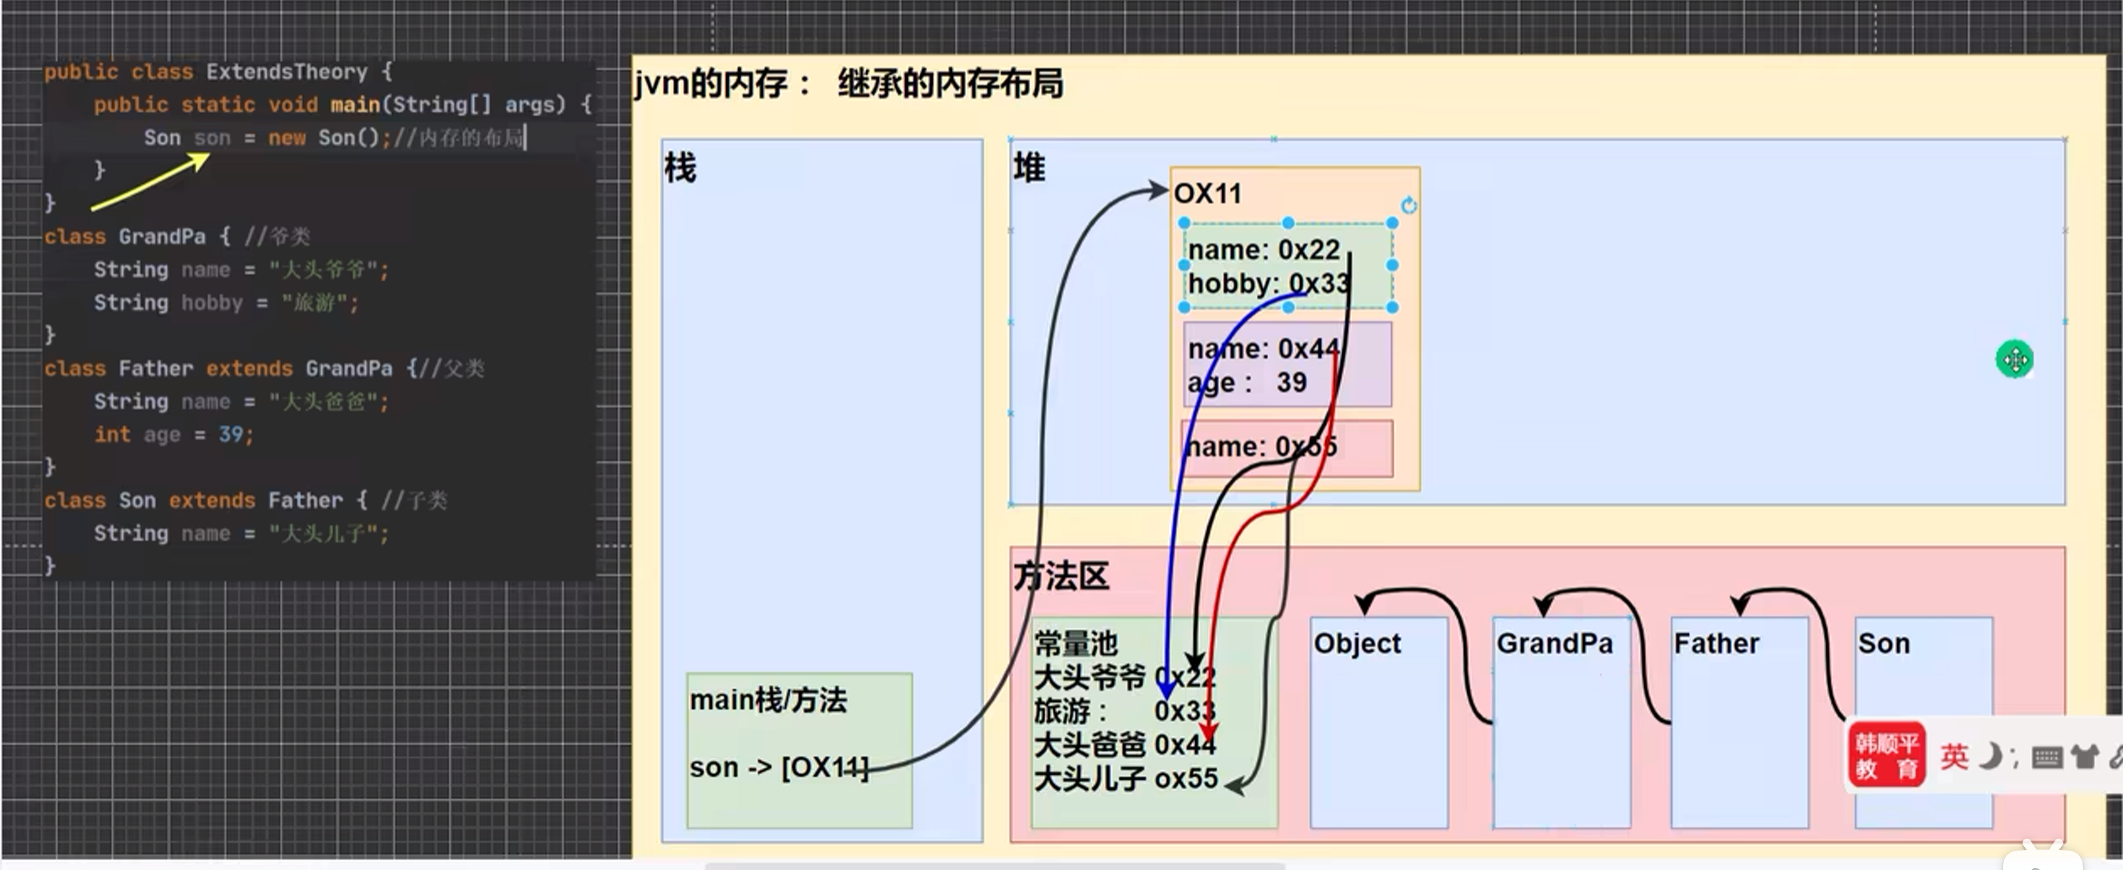 public class ExtendsTheory {
public static void main(String[] args) {
Son son = new Son();//内存的布局
}
}
class GrandPa { //爷类
String name = "大头爷爷";
String hobby = "旅游";
}
class Father extends GrandPa {//父类
String name = "大头爸爸";
int age = 39;
}
class Son extends Father { //子类
String name = "大头儿子";
}
jvm的内存： 继承的内存布局
栈
main栈/方法
son -> [OX11]
堆
OX11
name: 0x22
hobby: 0x33
name: 0x44
age： 39
name: 0x55
方法区
常量池
大头爷爷 0x22
旅游： 0x33
大头爸爸 0x44
大头儿子 ox55
Object
GrandPa
Father
Son
韩顺平
教 育
英